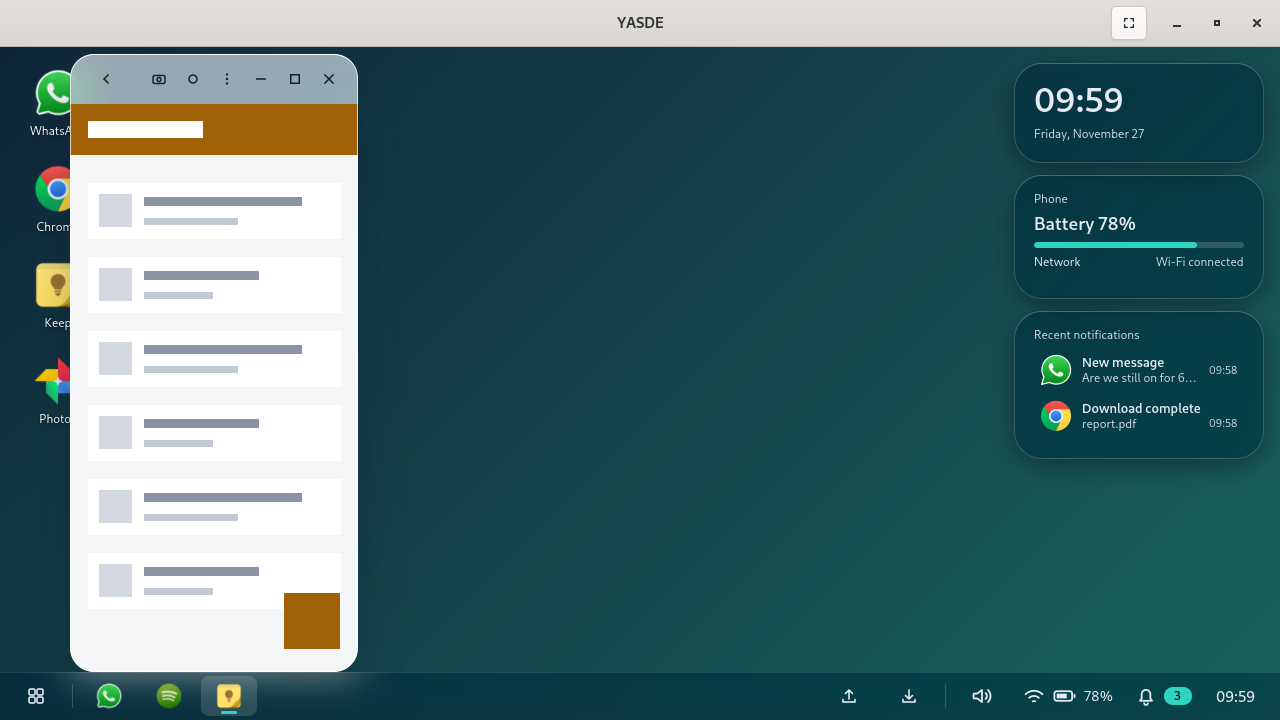 YASDE
WhatsA
Chrom
Keep
Photo
09:59
Friday, November 27
Phone
Battery 78%
Network
Wi-Fi connected
Recent notifications
New message
Are we still on for 6…
09:58
Download complete
report.pdf
09:58
78%
3
09:59